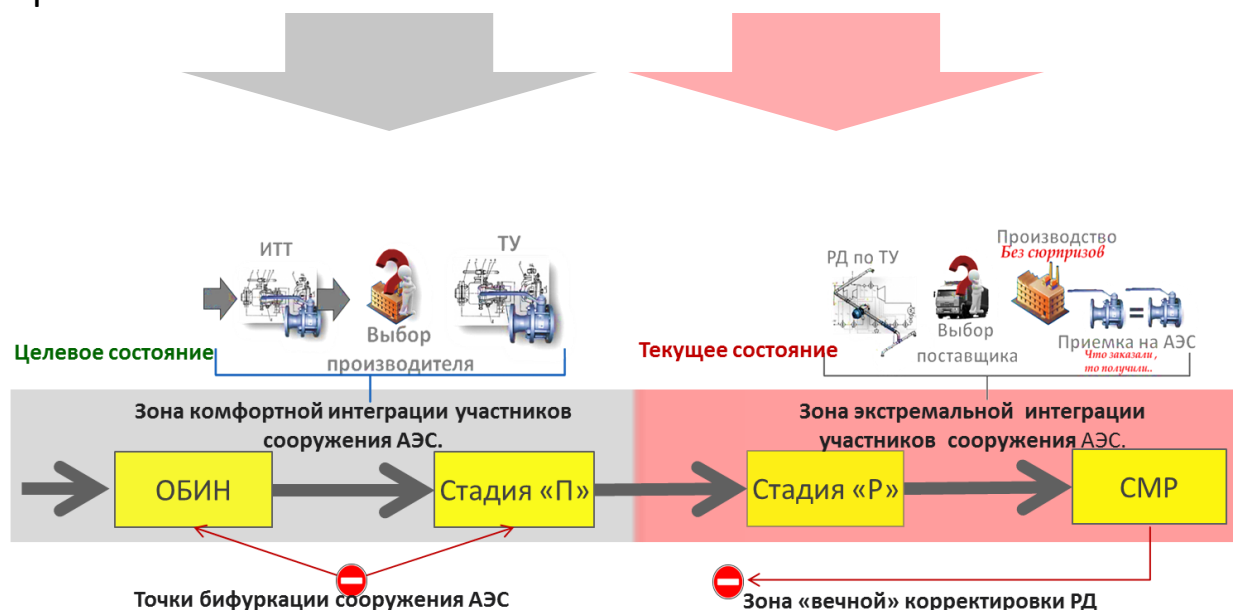 ИТТ
ТУ
Выбор
производителя
Целевое состояние
РД по ТУ
Выбор
поставщика
Производство
Без сюрпризов
=
Приемка на АЭС
Что заказали ,
то получили..
Текущее состояние
Зона комфортной интеграции участников
сооружения АЭС.
Зона экстремальной интеграции
участников сооружения АЭС.
ОБИН
Стадия «П»
Стадия «Р»
СМР
Точки бифуркации сооружения АЭС
Зона «вечной» корректировки РД